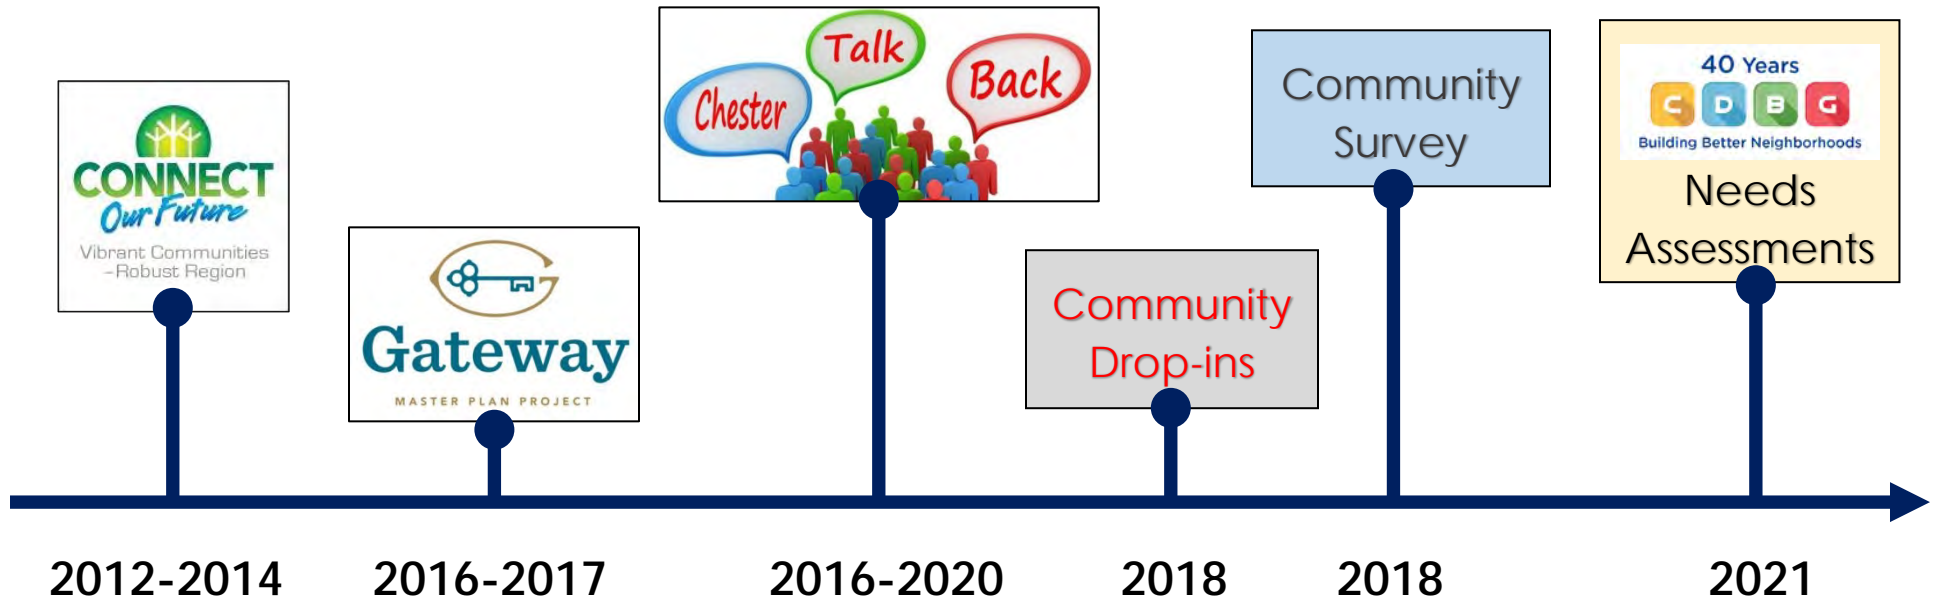 CONNECT
Our Future
Vibrant Communities
–Robust Region
2012-2014
Gateway
MASTER PLAN PROJECT
2016-2017
Chester
Talk
Back
2016-2020
Community
Drop-ins
2018
Community
Survey
2018
40 Years
C D B G
Building Better Neighborhoods
Needs
Assessments
2021